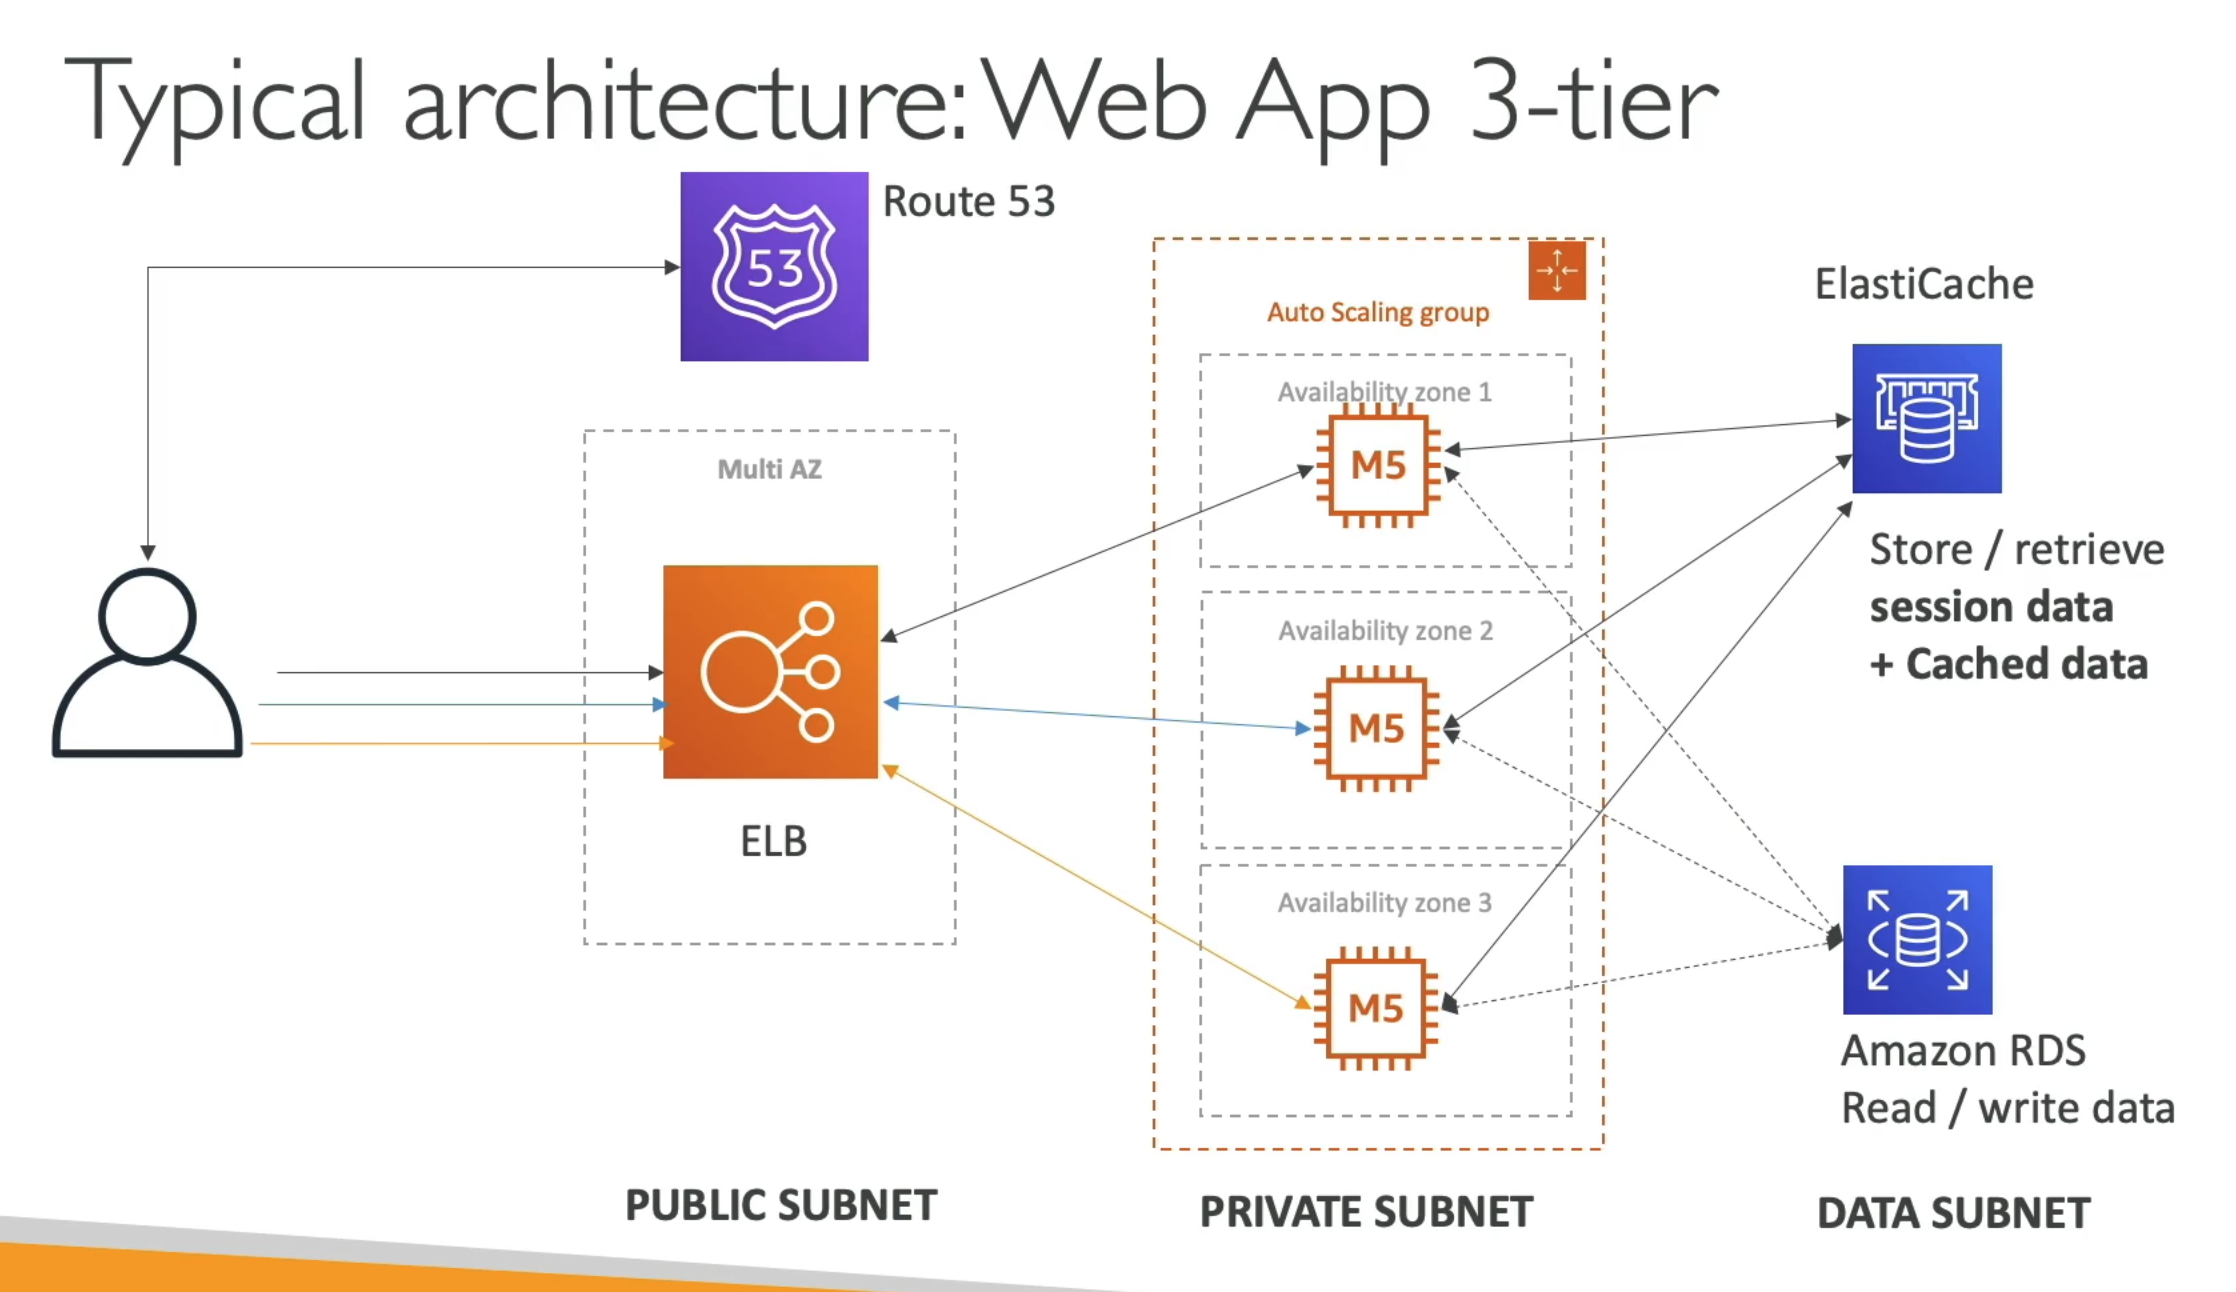 Typical architecture: Web App 3-tier
53
Route 53
Auto Scaling group
ElastiCache
Availability zone 1
M5
Multi AZ
Store / retrieve
session data
+ Cached data
Availability zone 2
M5
ELB
Availability zone 3
M5
Amazon RDS
Read / write data
PUBLIC SUBNET
PRIVATE SUBNET
DATA SUBNET